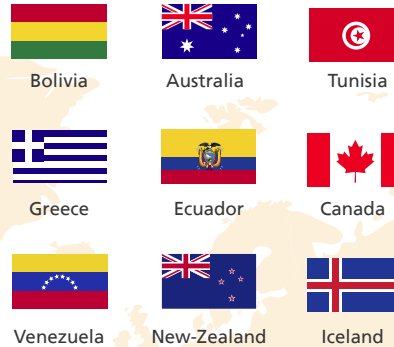 Bolivia Australia Tunisia
Greece Ecuador Canada
Venezuela New-Zealand Iceland